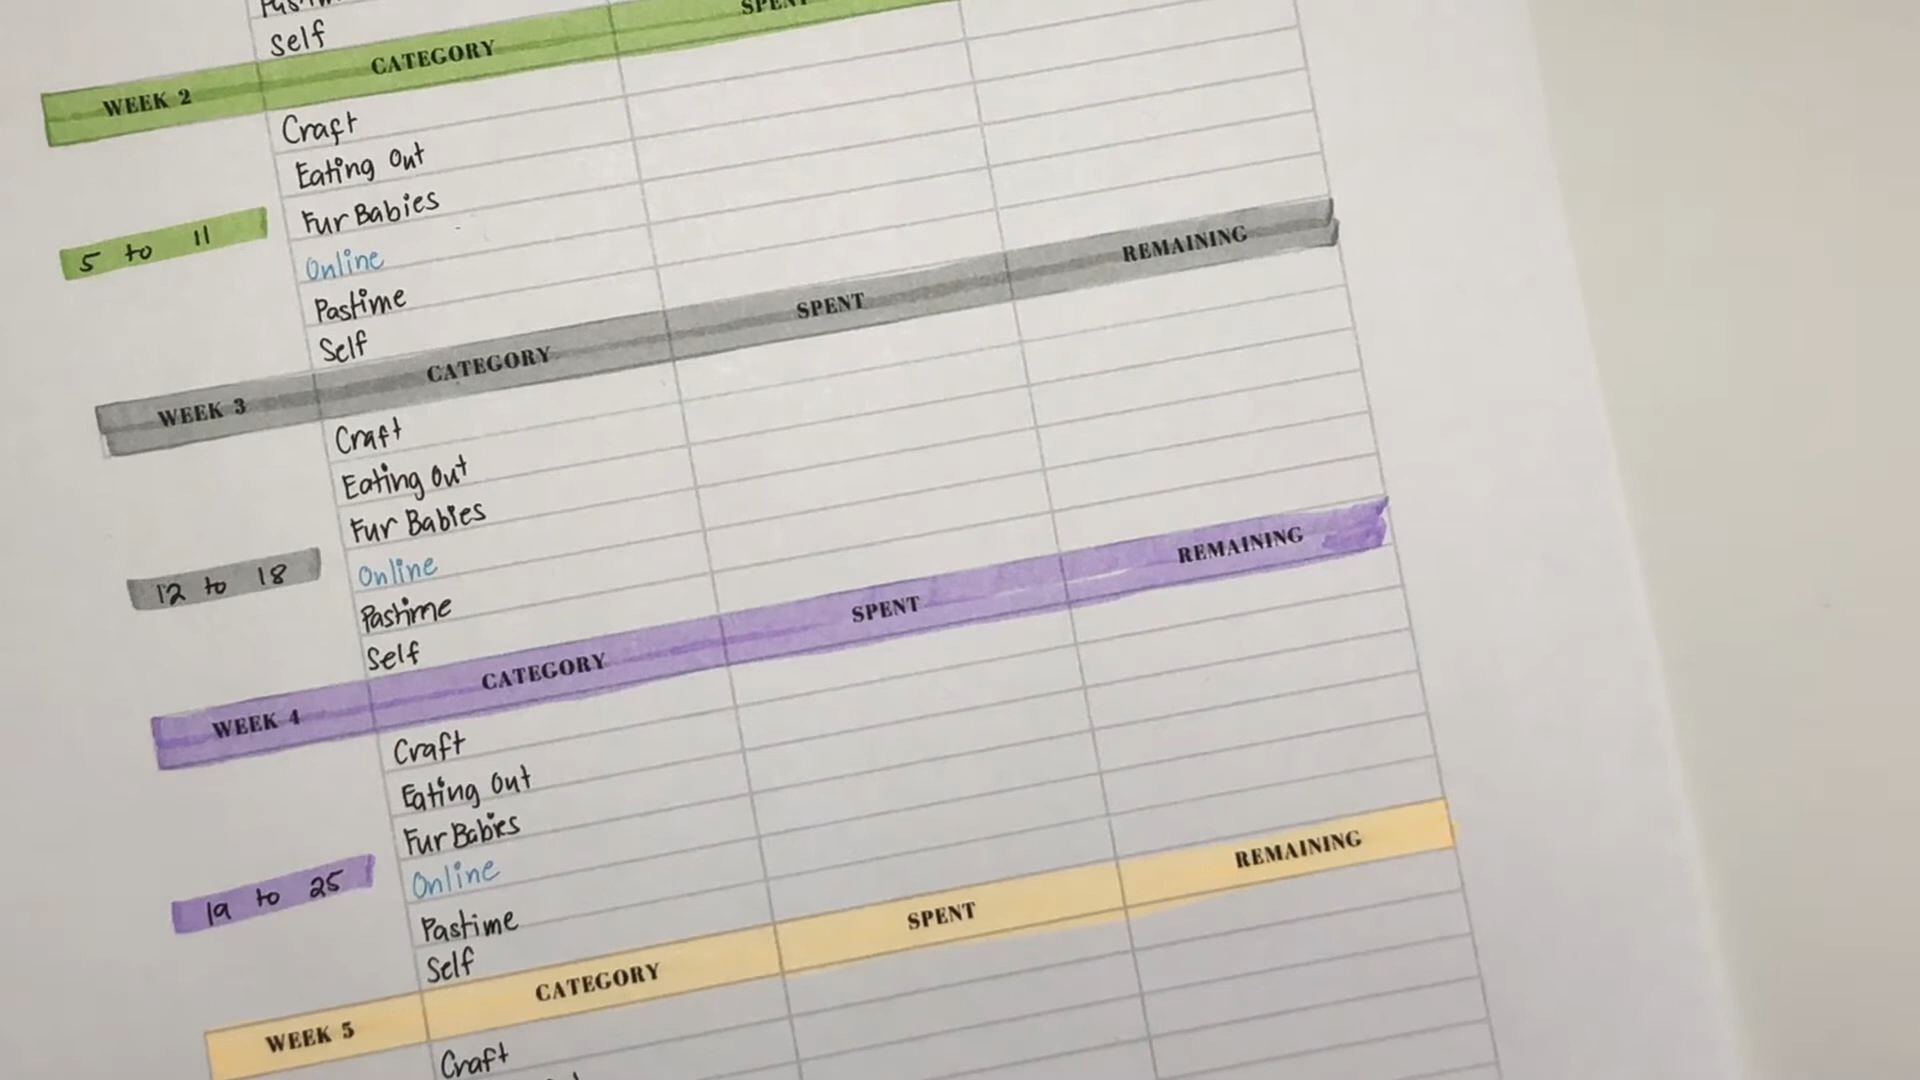 Self
CATEGORY
WEEK 2
Craft
Eating Out
Fur Babies
5 to 11
Online
Pastime
Self
REMAINING
SPENT
CATEGORY
WEEK 3
Craft
Eating Out
Fur Babies
12 to 18
Online
Pastime
Self
REMAINING
SPENT
CATEGORY
WEEK 4
Craft
Eating Out
Fur Babies
19 to 25
Online
Pastime
Self
REMAINING
SPENT
CATEGORY
WEEK 5
Craft